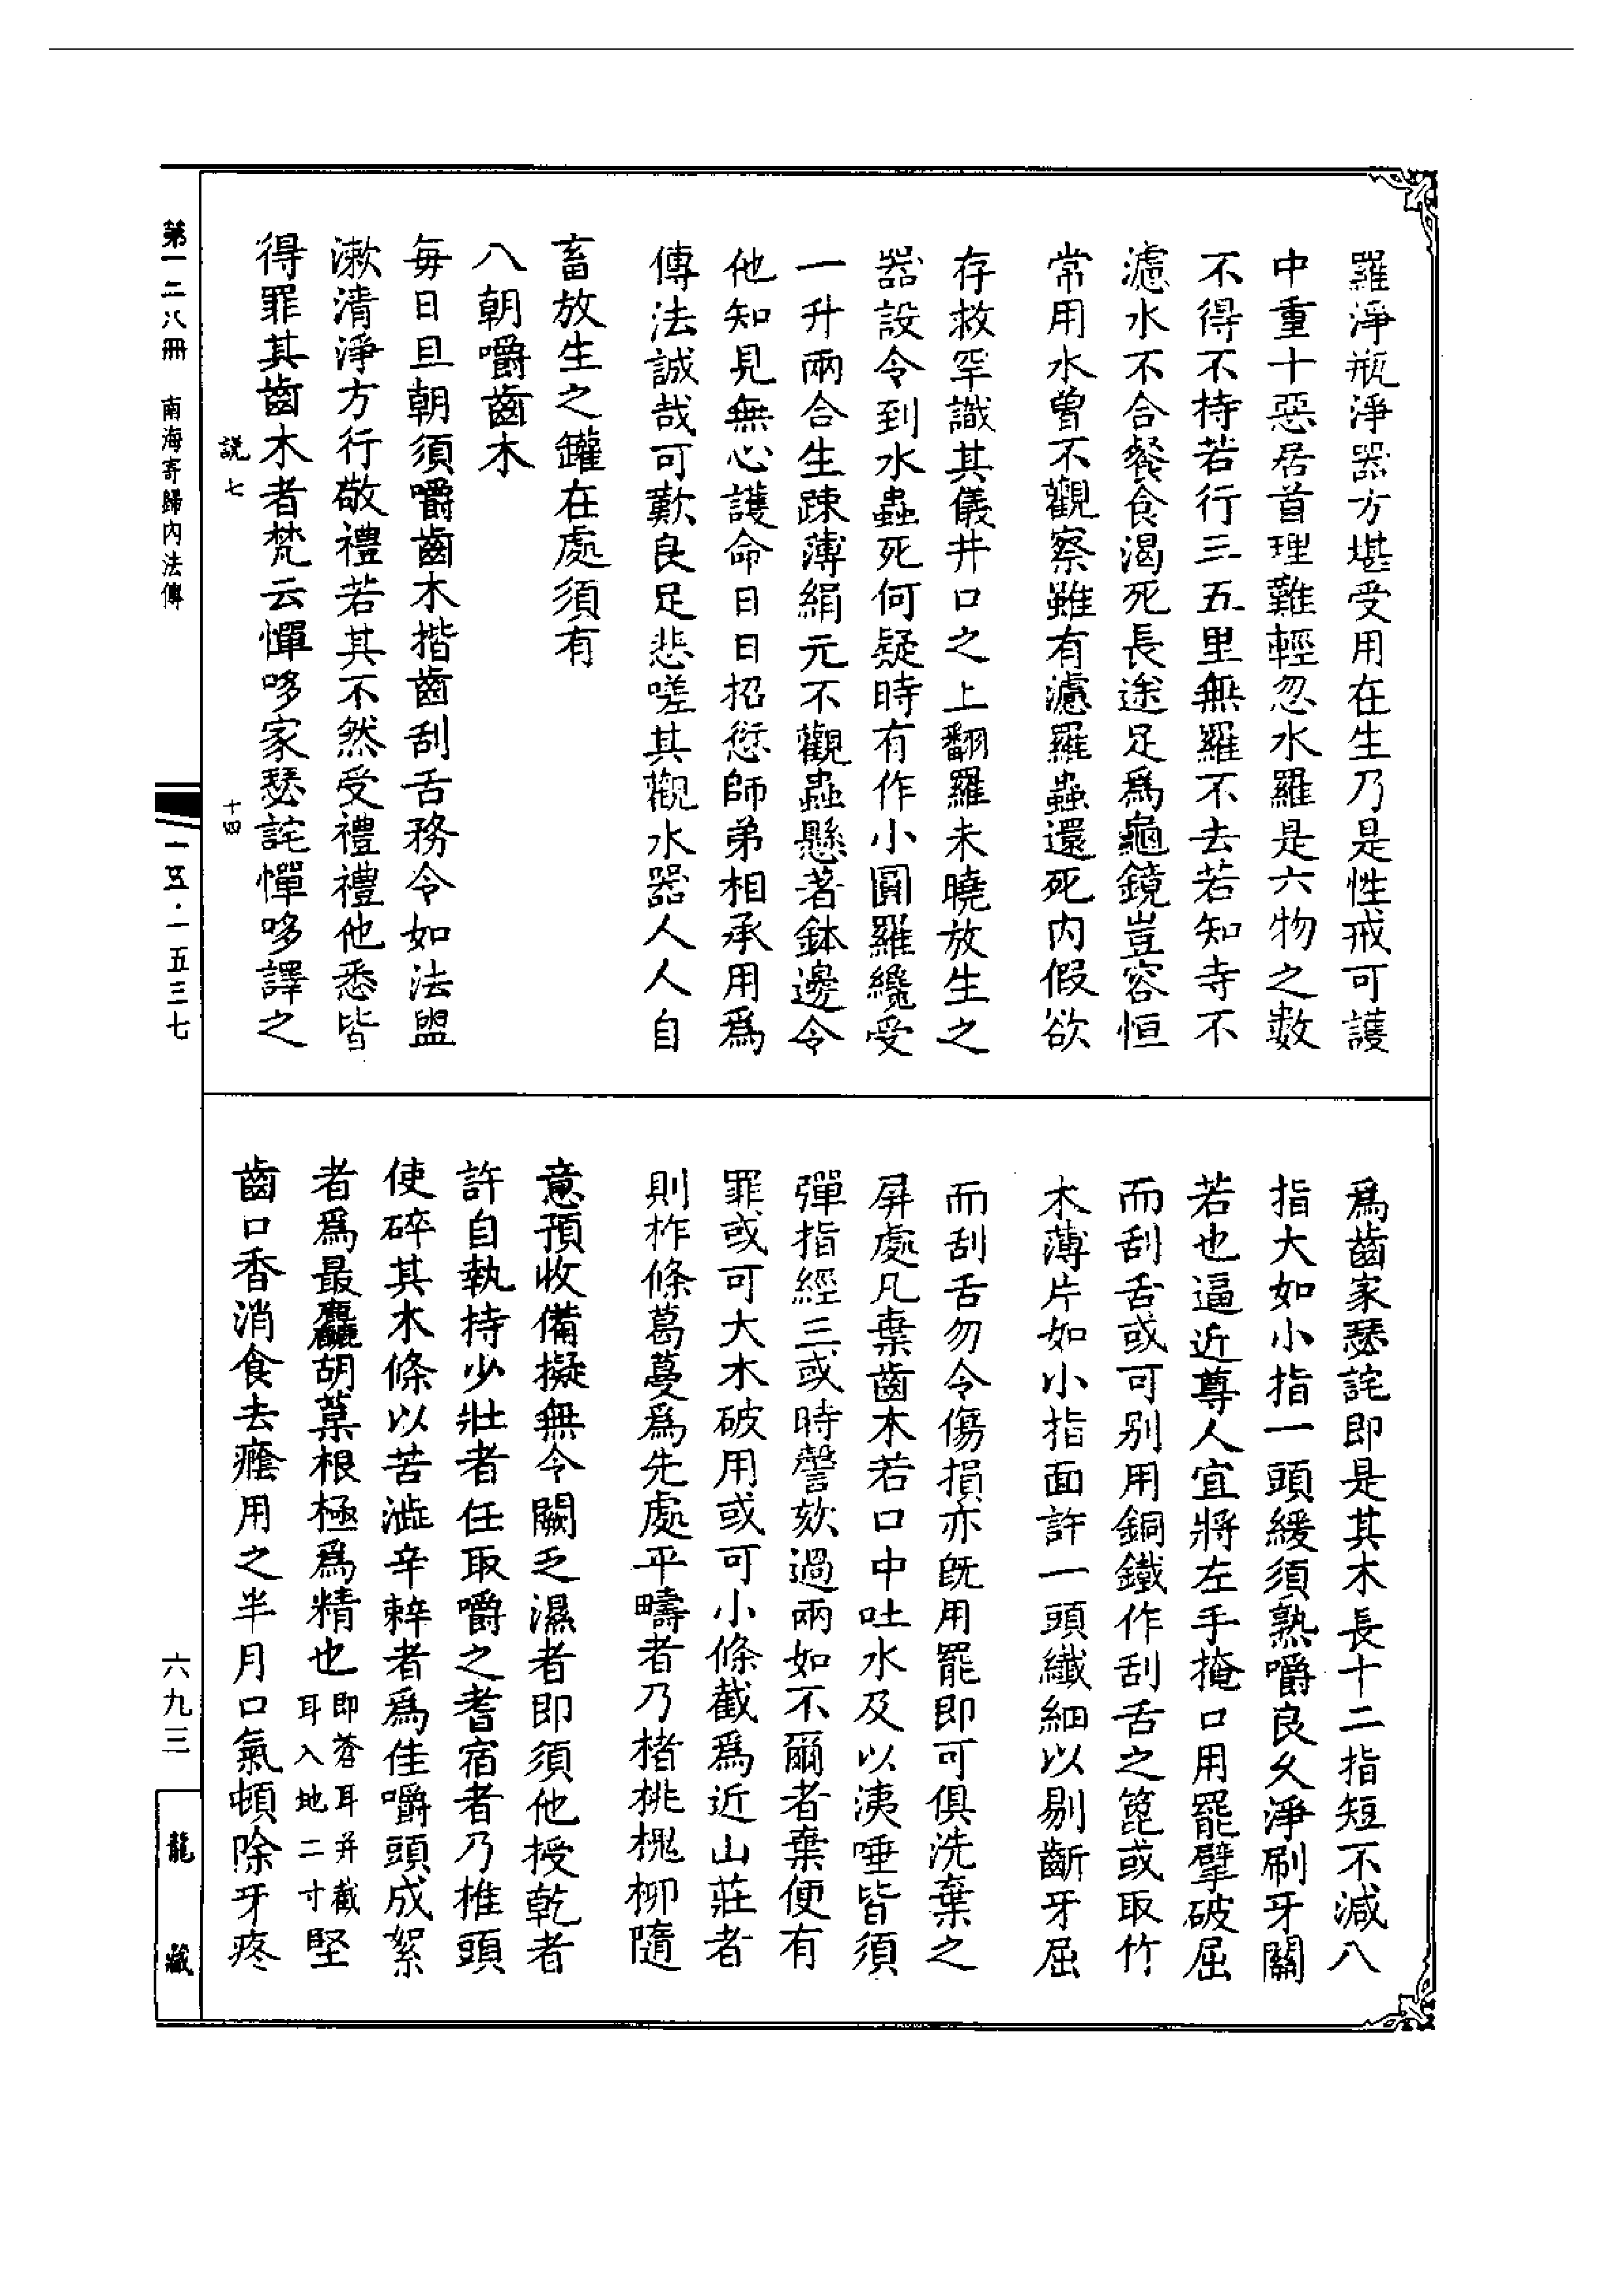 羅淨瓶淨器方堪受用在生乃是性戒可護
中重十惡居首理難輕忽水羅是六物之數
不得不持若行三五里無羅不去若知寺不
濾水不合餐食渴死長途足爲龜鏡豈容恒
常用水曾不觀察雖有濾羅蟲還死內假欲
存救罕識其儀井口之上翻羅未曉放生之
器設令到水蟲死何疑時有作小圓羅纔受
一升兩合生踈薄絹元不觀蟲懸著鉢邊令
他知見無心護命日日招愆師弟相承用爲
傳法誠哉可歎良足悲嗟其觀水器人人自
畜放生之罐在處須有
八朝嚼齒木
每日旦朝須嚼齒木揩齒刮舌務令如法盥
漱清淨方行敬禮若其不然受禮禮他悉皆
得罪其齒木者梵云憚哆家瑟詫憚哆譯之
説七
十四
爲齒家瑟詫即是其木長十二指短不減八
指大如小指一頭緩須熟嚼良久淨刷牙關
若也逼近尊人宜將左手掩口用罷擘破屈
而刮舌或可别用銅鐵作刮舌之篦或取竹
木薄片如小指面許一頭纖細以剔齗牙屈
而刮舌勿令傷損亦旣用罷即可俱洗棄之
屏處凡棄齒木若口中吐水及以洟唾皆須
彈指經三或時謦欬過兩如不爾者棄便有
罪或可大木破用或可小條截爲近山莊者
則柞條葛蔓爲先處平疇者乃楮桃槐柳隨
意預收備擬無令闕乏濕者即須他授乾者
許自執持少壯者任取嚼之耆宿者乃椎頭
使碎其木條以苦澁辛辢者爲佳嚼頭成絮
者爲最麤胡葈根極爲精也即蒼耳并截耳入地二寸堅
齒口香消食去癊用之半月口氣頓除牙疼
第一二八冊　南海寄歸內法傳
一五·一五三七
六九三
龍藏